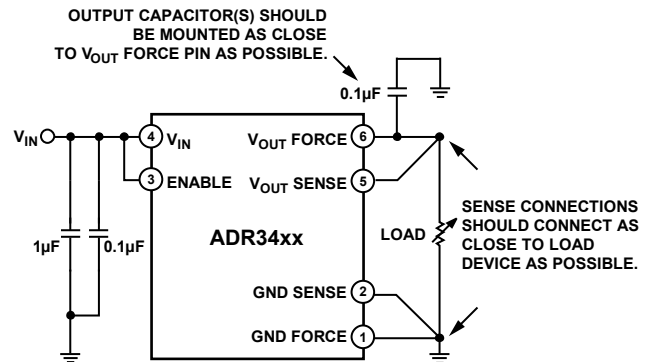 OUTPUT CAPACITOR(S) SHOULD
BE MOUNTED AS CLOSE
TO VOUT FORCE PIN AS POSSIBLE.
0.1µF
VIN
4
VIN
VOUT FORCE
6
3
ENABLE
VOUT SENSE
5
1µF
0.1µF
ADR34xx
LOAD
SENSE CONNECTIONS
SHOULD CONNECT AS
CLOSE TO LOAD
DEVICE AS POSSIBLE.
GND SENSE
2
GND FORCE
1